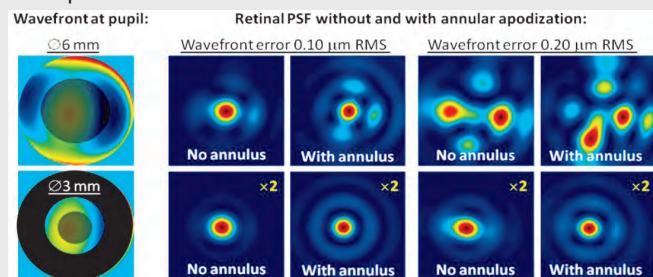 Wavefront at pupil:
Retinal PSF without and with annular apodization:
∅6 mm
Wavefront error 0.10 µm RMS
Wavefront error 0.20 µm RMS
No annulus
With annulus
No annulus
With annulus
∅3 mm
×2
×2
×2
×2
No annulus
With annulus
No annulus
With annulus